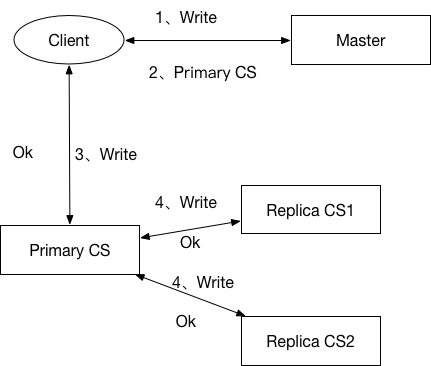 1、Write
Client
Master
2、Primary CS
Ok
3、Write
4、Write
Replica CS1
Ok
Primary CS
4、Write
Ok
Replica CS2